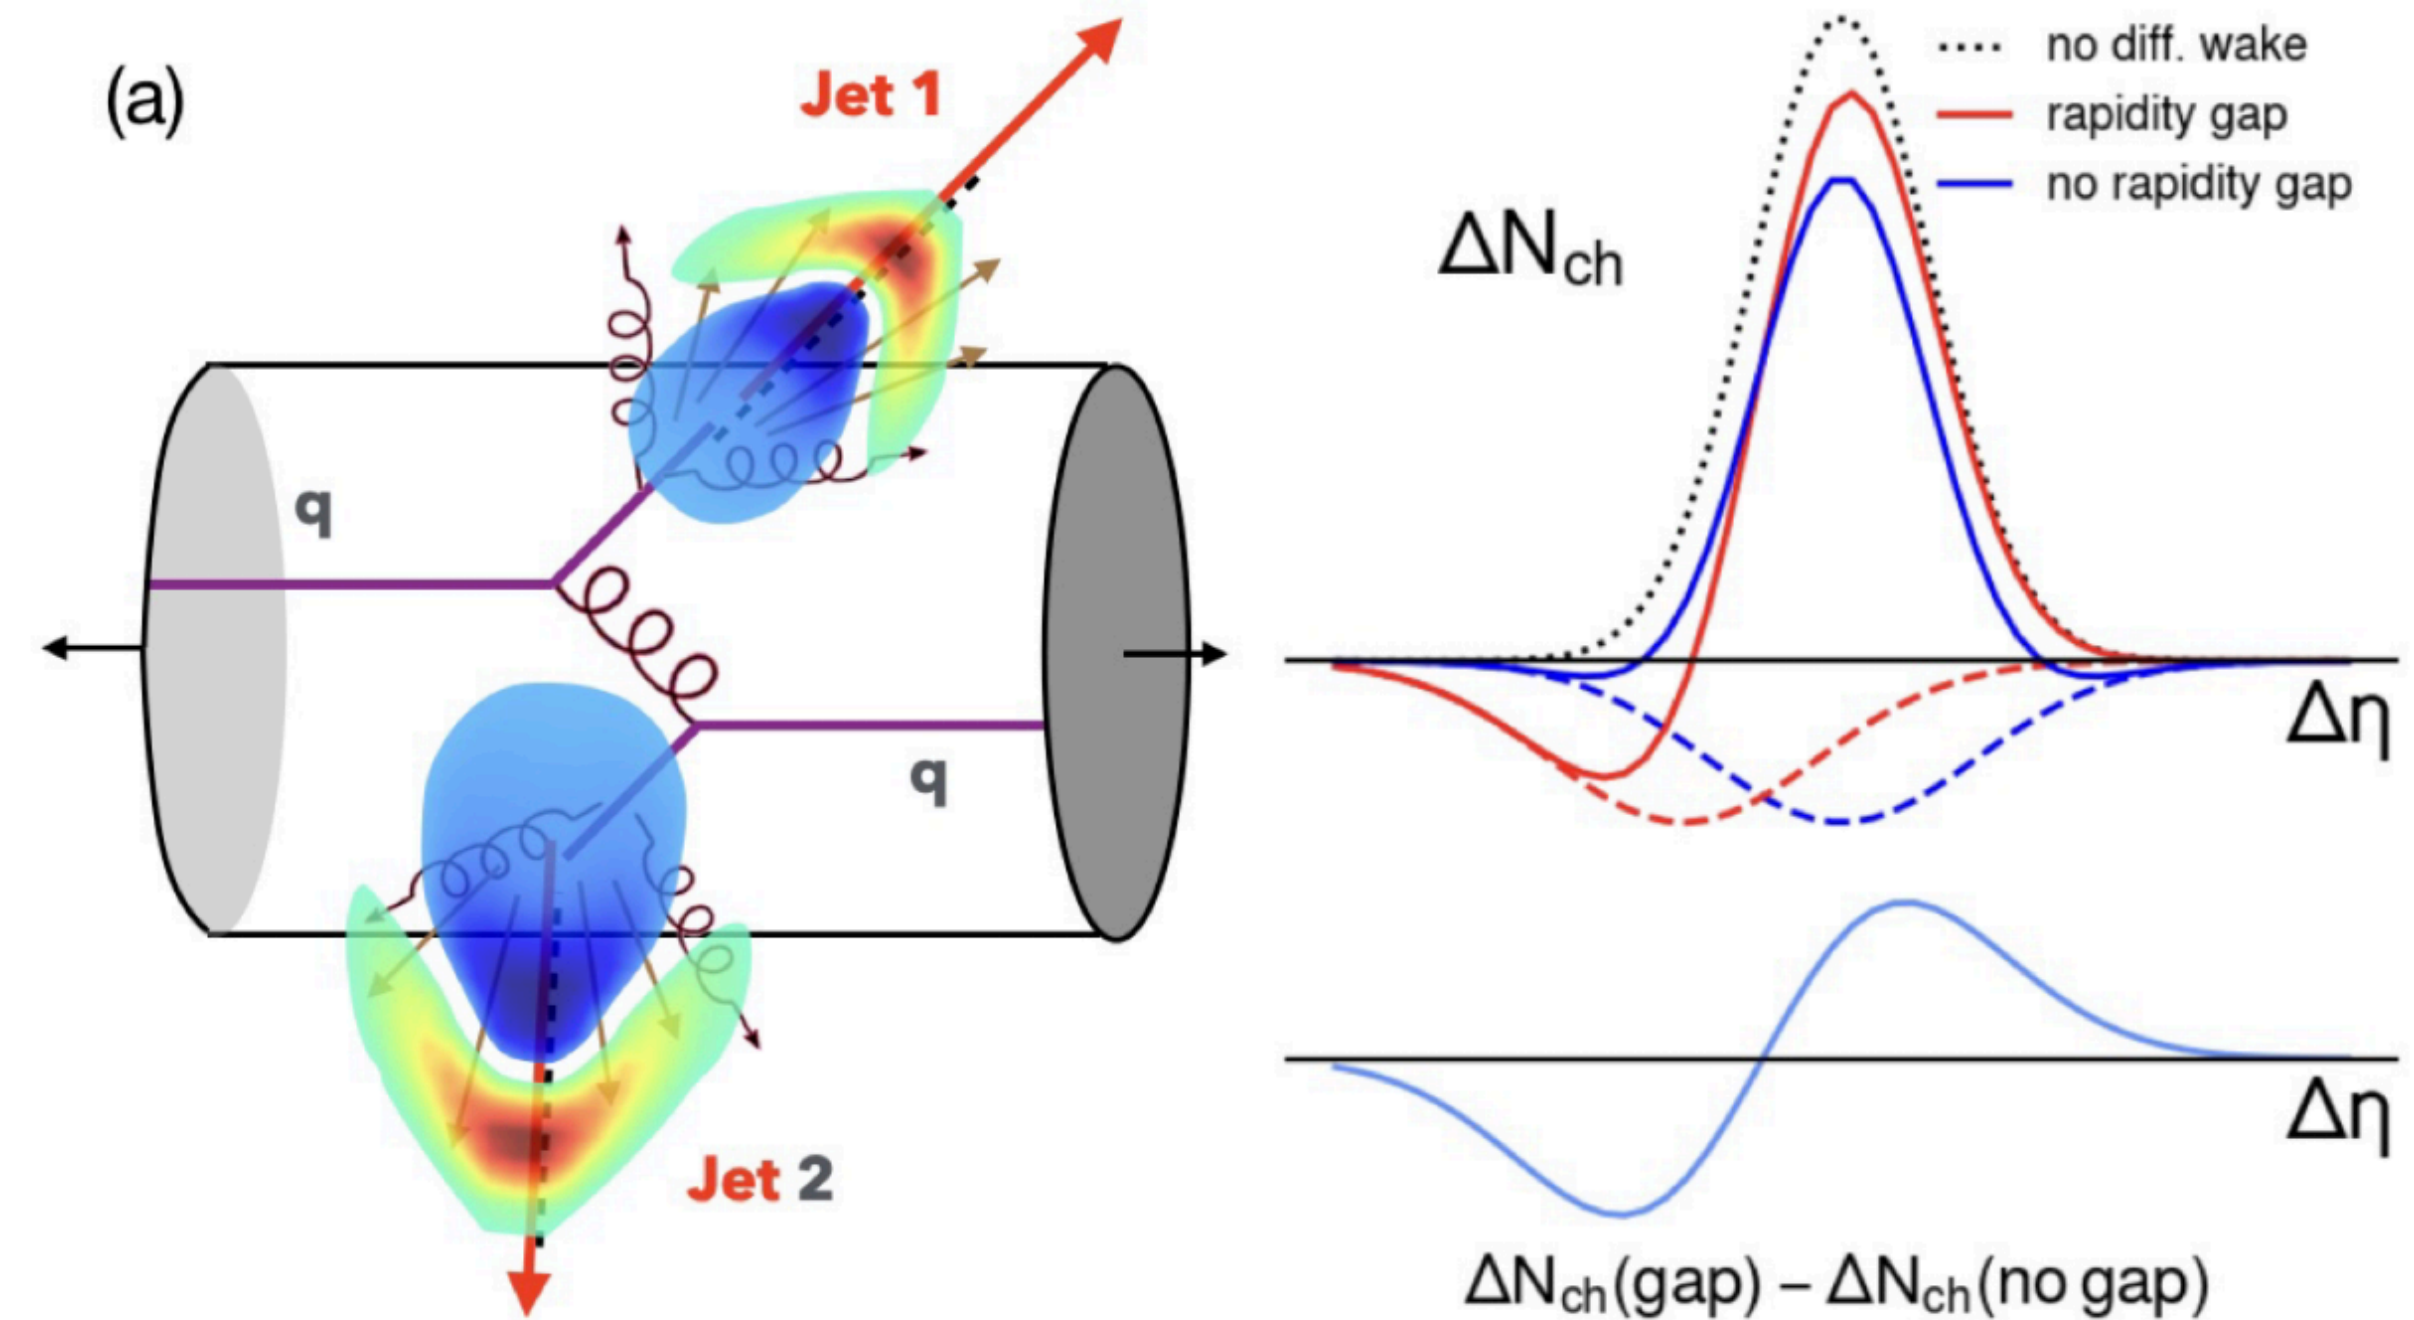 (a)
Jet 1
q
q
Jet 2
no diff. wake
rapidity gap
no rapidity gap
ΔNch
Δη
Δη
ΔNch(gap) – ΔNch(no gap)